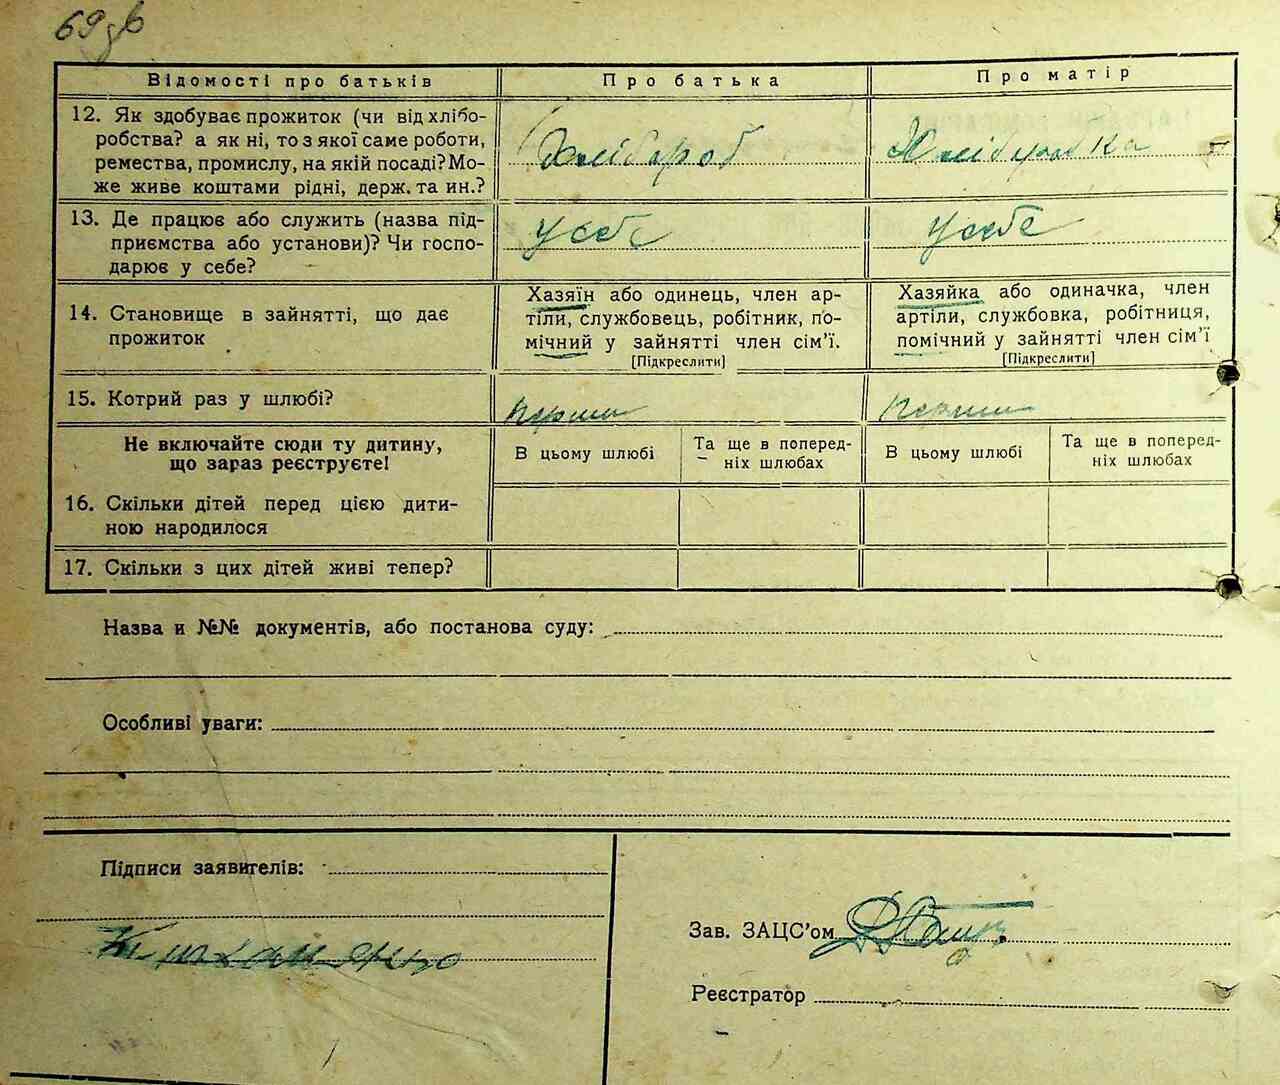 69 зв
Відомості про батьків Про батька Про матір
12. Як здобуває прожиток (чи від хлібо-
робства? а як ні, то з якої саме роботи,
ремества, промислу, на якій посаді? Мо-
же живе коштами рідні, держ. та ин.?
Хлібороб
13. Де працює або служить (назва під-
приємства або установи)? Чи госпо-
дарює у себе?
у себе
у себе
14. Становище в зайнятті, що дає
прожиток
Хазяїн або одинець, член ар-
тіли, службовець, робітник, по-
мічний у зайнятті член сім'ї.
[Підкреслити]
Хазяйка або одиначка, член
артіли, службовка, робітниця,
помічний у зайнятті член сім'ї
[Підкреслити]
15. Котрий раз у шлюбі?
Не включайте сюди ту дитину,
що зараз реєструєте!
В цьому шлюбі
Та ще в поперед-
ніх шлюбах
В цьому шлюбі
Та ще в поперед-
ніх шлюбах
16. Скільки дітей перед цією дити-
ною народилося
17. Скільки з цих дітей живі тепер?
Назва и №№ документів, або постанова суду:
Особливі уваги:
Підписи заявителів:
Зав. ЗАЦС'ом
Реєстратор